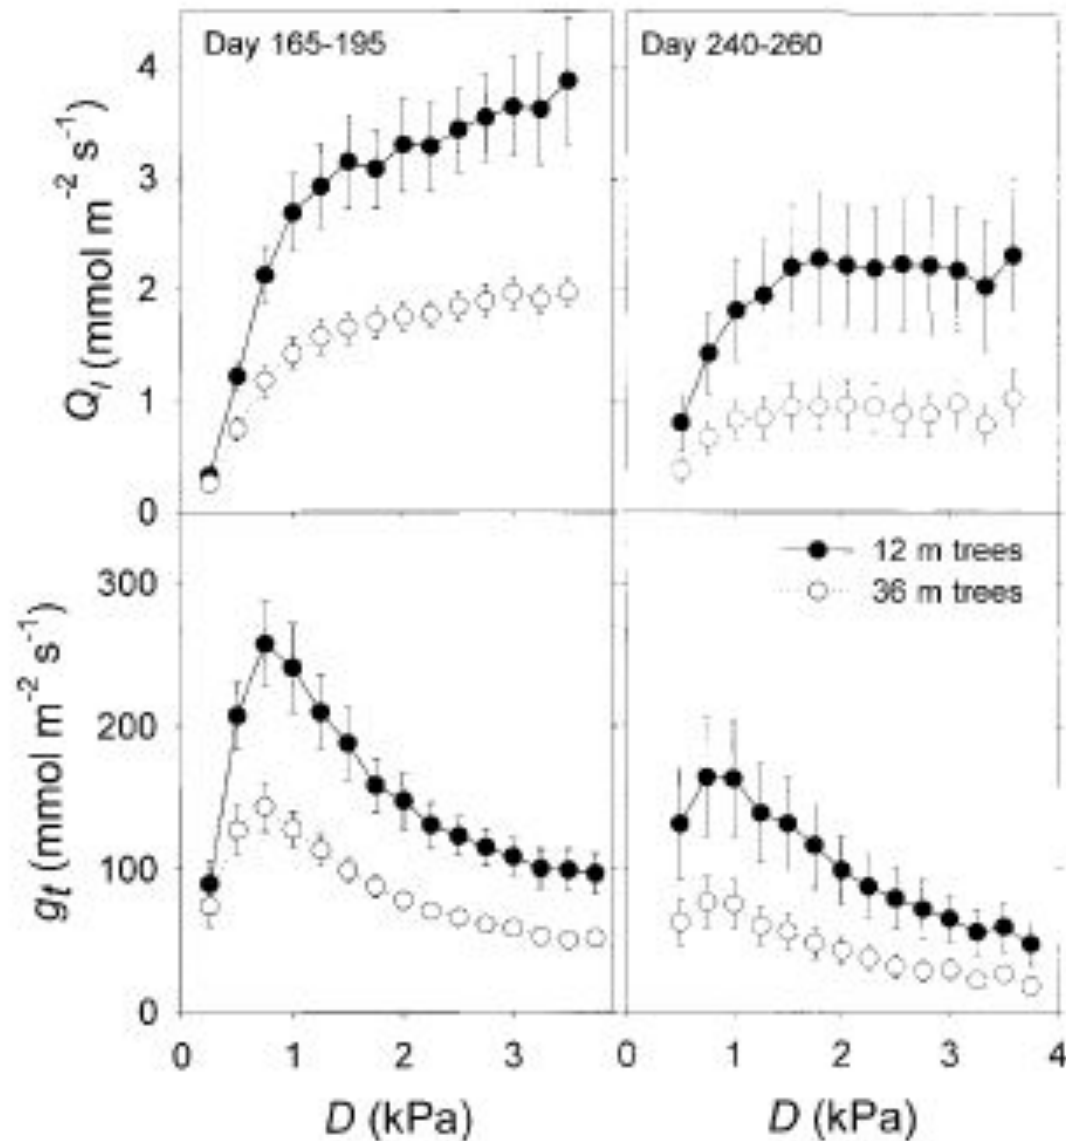 Day 165-195
Day 240-260
4
3
2
1
0
Q_l (mmol m⁻² s⁻¹)
12 m trees
36 m trees
300
200
100
0
g_t (mmol m⁻² s⁻¹)
0 1 2 3
0 1 2 3 4
D (kPa)
D (kPa)